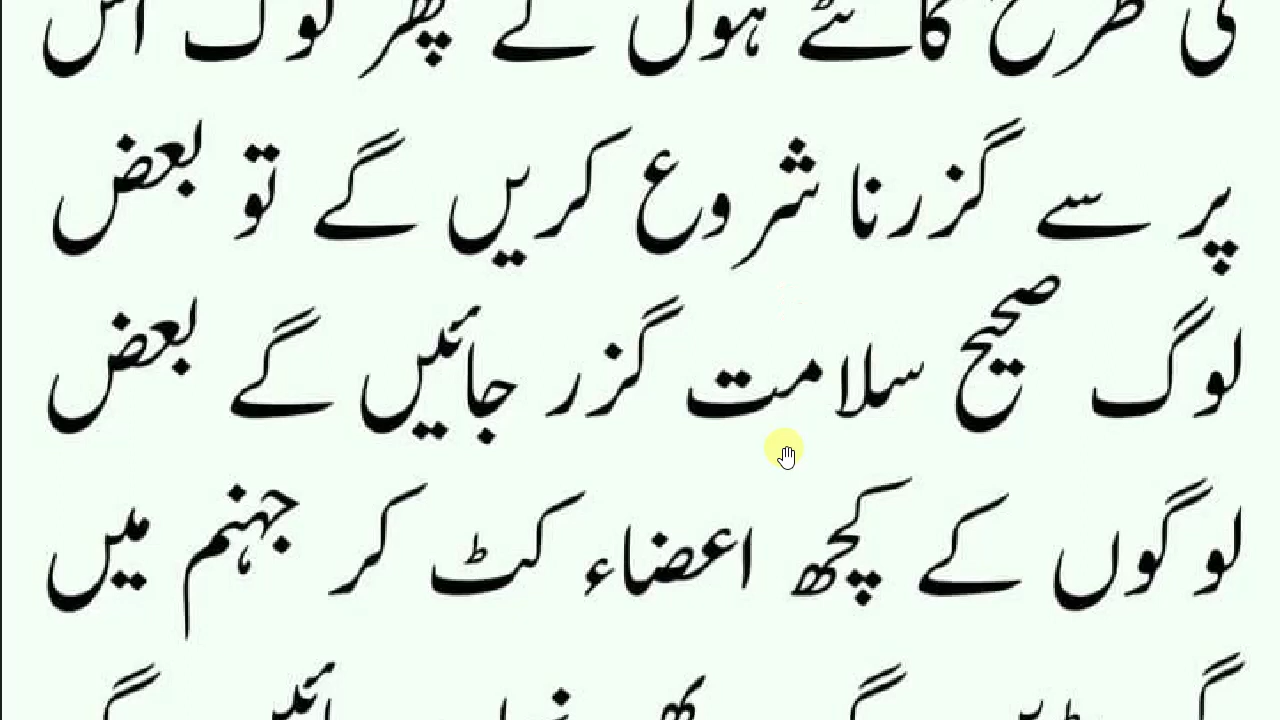 کی طرح کانٹے ہوں گے پھر لوگ اس
پر سے گزرنا شروع کریں گے تو بعض
لوگ صحیح سلامت گزر جائیں گے بعض
لوگوں کے کچھ اعضاء کٹ کر جہنم میں